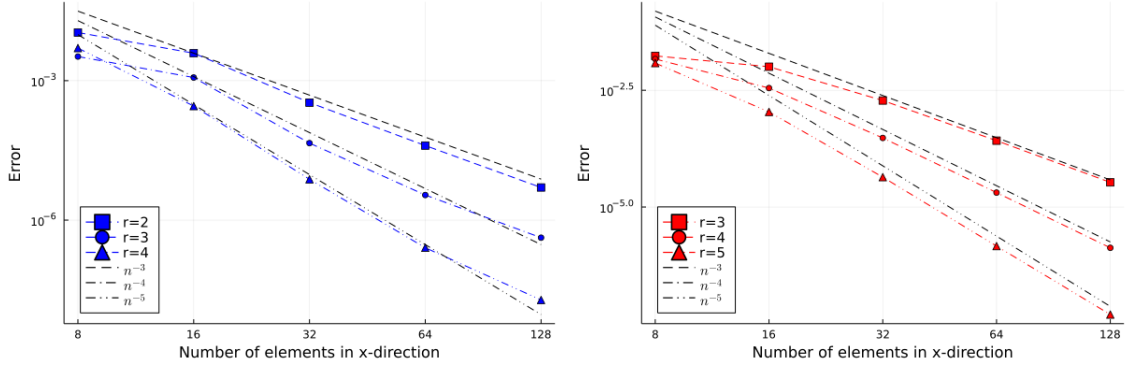 Error
10⁻³
10⁻⁶
r=2
r=3
r=4
n⁻³
n⁻⁴
n⁻⁵
8 16 32 64 128
Number of elements in x-direction
Error
10⁻²·⁵
10⁻⁵·⁰
r=3
r=4
r=5
n⁻³
n⁻⁴
n⁻⁵
8 16 32 64 128
Number of elements in x-direction